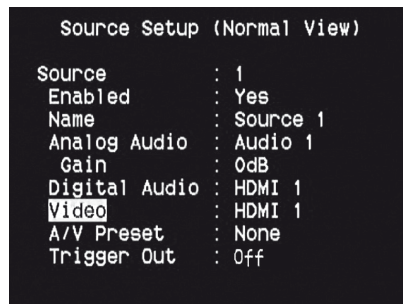 Source Setup (Normal View)
Source : 1
Enabled : Yes
Name : Source 1
Analog Audio : Audio 1
Gain : 0dB
Digital Audio : HDMI 1
Video : HDMI 1
A/V Preset : None
Trigger Out : Off